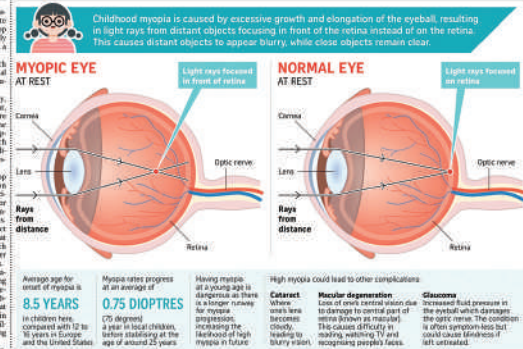 Childhood myopia is caused by excessive growth and elongation of the eyeball, resulting
in light rays from distant objects focusing in front of the retina instead of on the retina.
This causes distant objects to appear blurry, while close objects remain clear.
MYOPIC EYE
AT REST
Light rays focused
in front of retina
Cornea
Lens
Rays
from
distance
Optic nerve
Retina
NORMAL EYE
AT REST
Light rays focused
on retina
Cornea
Lens
Rays
from
distance
Optic nerve
Retina
Average age for
onset of myopia is
8.5 YEARS
in children here,
compared with 12 to
16 years in Europe
and the United States
Myopia rates progress
at an average of
0.75 DIOPTRES
(75 degrees)
a year in local children,
before stabilising at the
age of around 25 years
Having myopia
at a young age is
dangerous as there
is a longer runway
for myopia
progression,
increasing the
likelihood of high
myopia in future
High myopia could lead to other complications:
Cataract
Where
one's lens
becomes
cloudy,
leading to
blurry vision.
Macular degeneration
Loss of one's central vision due
to damage to central part of
retina (known as macular).
This causes difficulty in
reading, watching TV and
recognising people's faces.
Glaucoma
Increased fluid pressure in
the eyeball which damages
the optic nerve. The condition
is often symptom-less but
could cause blindness if
left untreated.